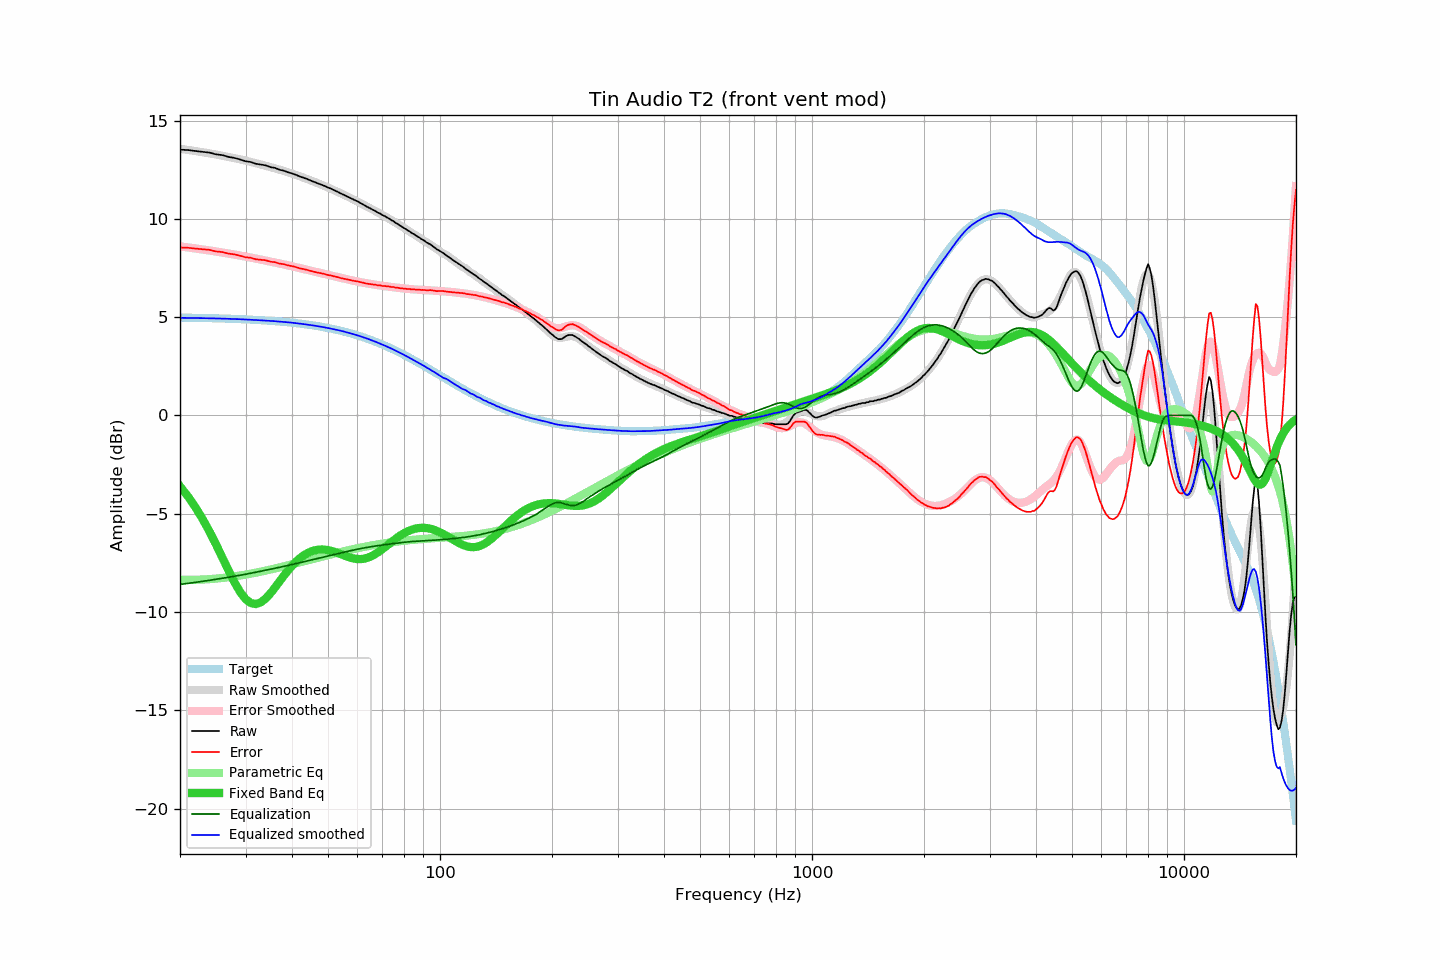 Tin Audio T2 (front vent mod)
15
10
5
0
−5
−10
−15
−20
Amplitude (dBr)
Target
Raw Smoothed
Error Smoothed
Raw
Error
Parametric Eq
Fixed Band Eq
Equalization
Equalized smoothed
100
1000
10000
Frequency (Hz)